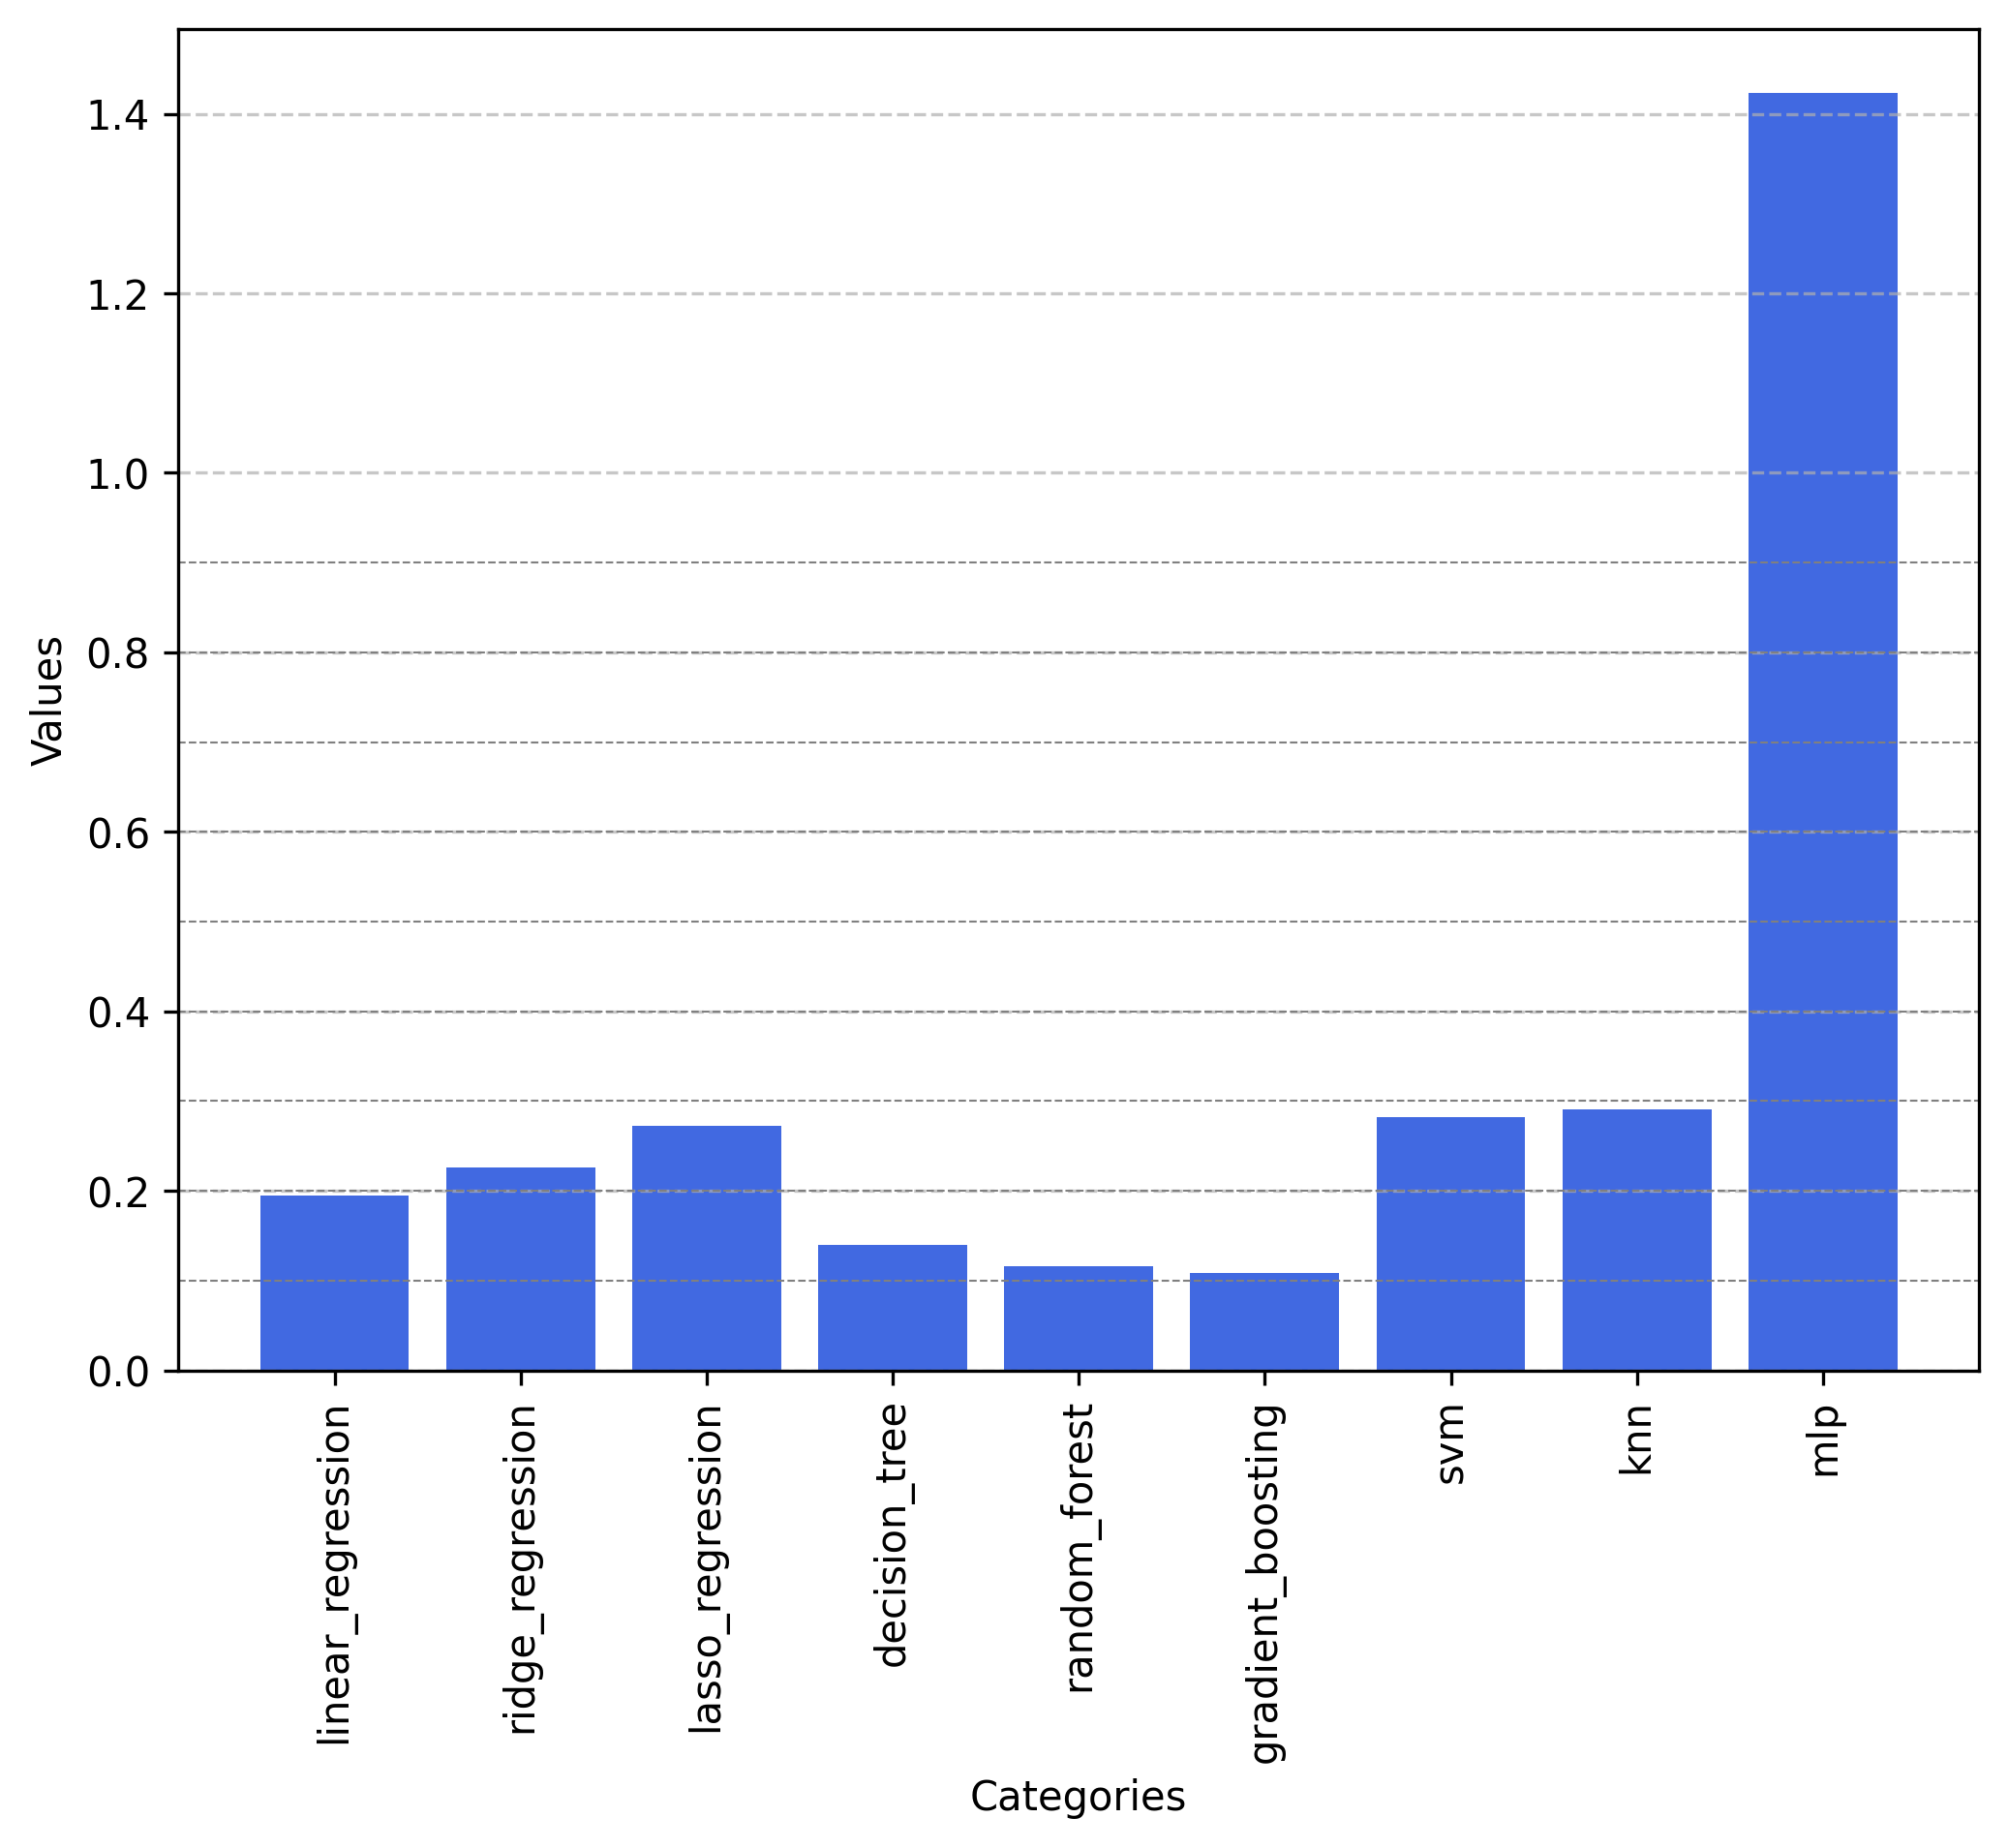 1.4
1.2
1.0
0.8
0.6
0.4
0.2
0.0
Values
linear_regression
ridge_regression
lasso_regression
decision_tree
random_forest
gradient_boosting
svm
knn
mlp
Categories